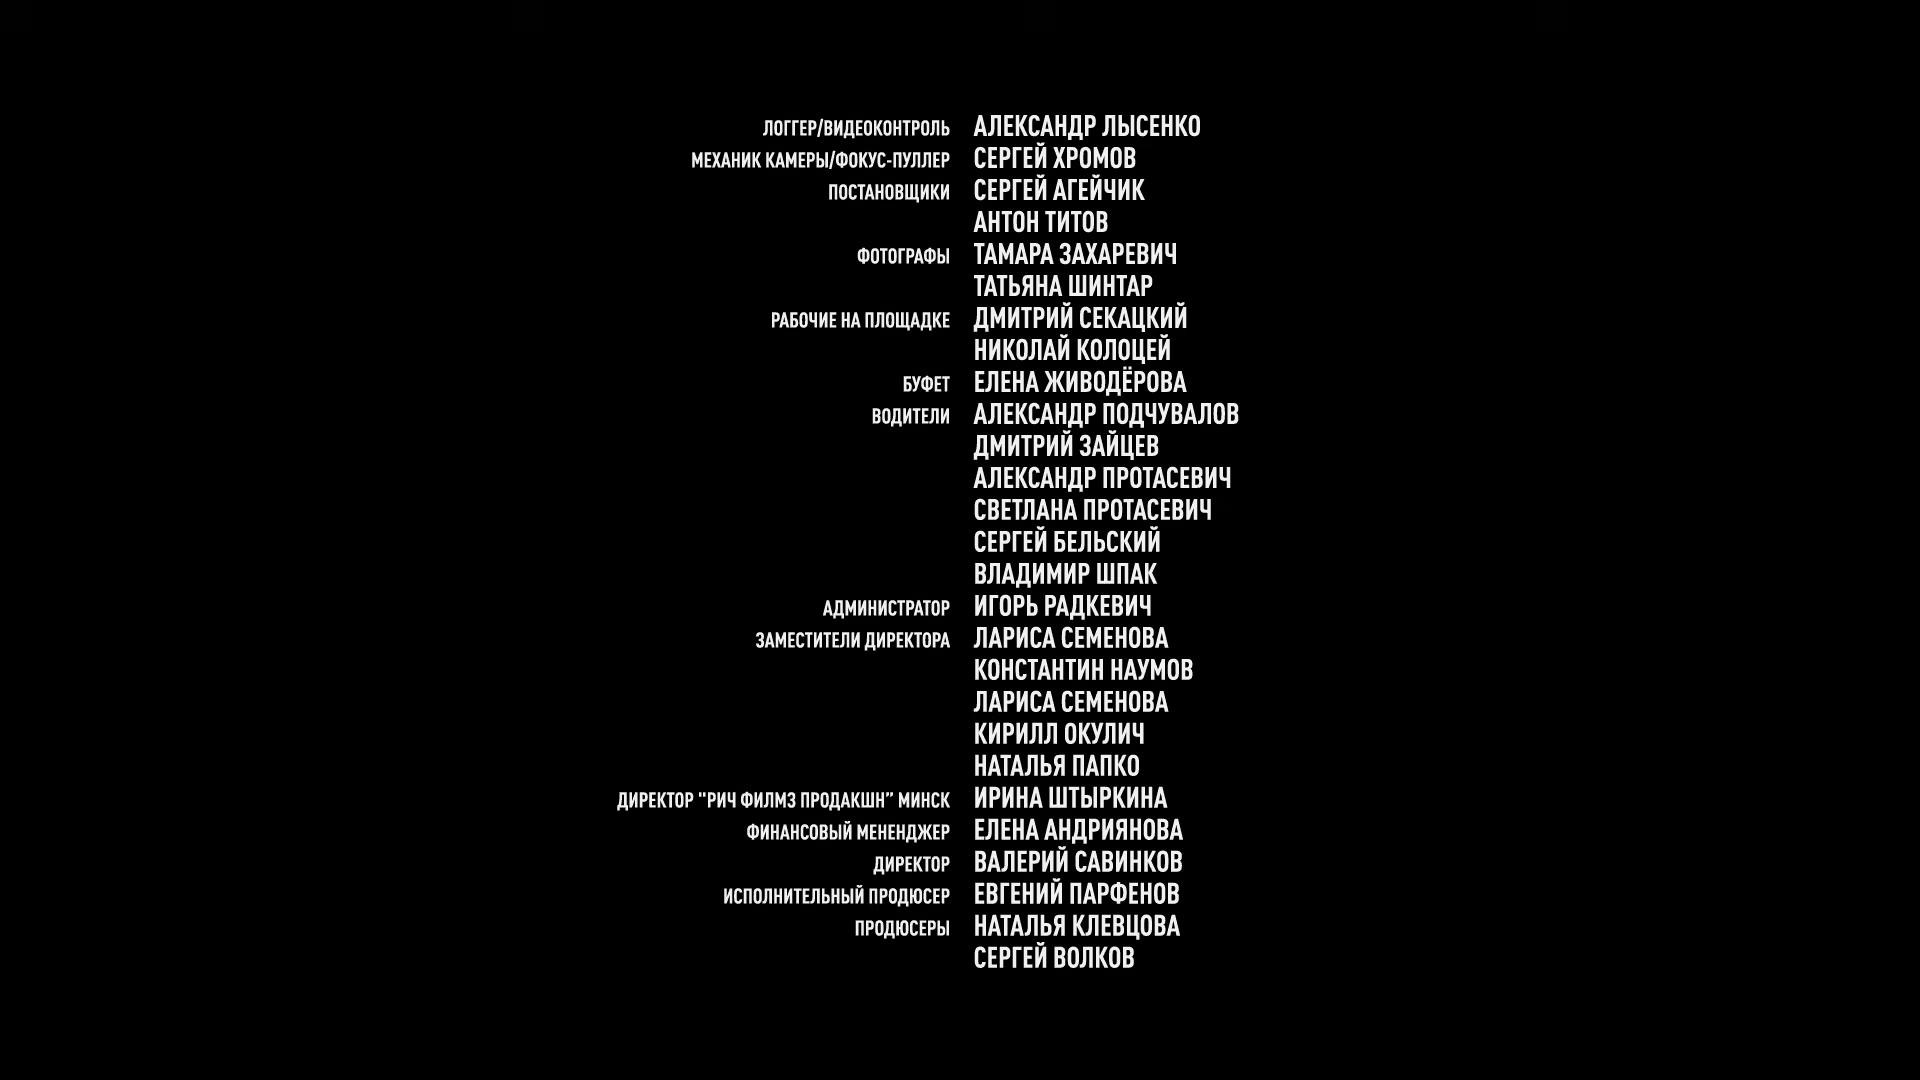 ЛОГГЕР/ВИДЕОКОНТРОЛЬ АЛЕКСАНДР ЛЫСЕНКО
МЕХАНИК КАМЕРЫ/ФОКУС-ПУЛЛЕР СЕРГЕЙ ХРОМОВ
ПОСТАНОВЩИКИ СЕРГЕЙ АГЕЙЧИК
АНТОН ТИТОВ
ФОТОГРАФЫ ТАМАРА ЗАХАРЕВИЧ
ТАТЬЯНА ШИНТАР
РАБОЧИЕ НА ПЛОЩАДКЕ ДМИТРИЙ СЕКАЦКИЙ
НИКОЛАЙ КОЛОЦЕЙ
БУФЕТ ЕЛЕНА ЖИВОДЁРОВА
ВОДИТЕЛИ АЛЕКСАНДР ПОДЧУВАЛОВ
ДМИТРИЙ ЗАЙЦЕВ
АЛЕКСАНДР ПРОТАСЕВИЧ
СВЕТЛАНА ПРОТАСЕВИЧ
СЕРГЕЙ БЕЛЬСКИЙ
ВЛАДИМИР ШПАК
АДМИНИСТРАТОР ИГОРЬ РАДКЕВИЧ
ЗАМЕСТИТЕЛИ ДИРЕКТОРА ЛАРИСА СЕМЕНОВА
КОНСТАНТИН НАУМОВ
ЛАРИСА СЕМЕНОВА
КИРИЛЛ ОКУЛИЧ
НАТАЛЬЯ ПАПКО
ДИРЕКТОР "РИЧ ФИЛМЗ ПРОДАКШН” МИНСК ИРИНА ШТЫРКИНА
ФИНАНСОВЫЙ МЕНЕНДЖЕР ЕЛЕНА АНДРИЯНОВА
ДИРЕКТОР ВАЛЕРИЙ САВИНКОВ
ИСПОЛНИТЕЛЬНЫЙ ПРОДЮСЕР ЕВГЕНИЙ ПАРФЕНОВ
ПРОДЮСЕРЫ НАТАЛЬЯ КЛЕВЦОВА
СЕРГЕЙ ВОЛКОВ